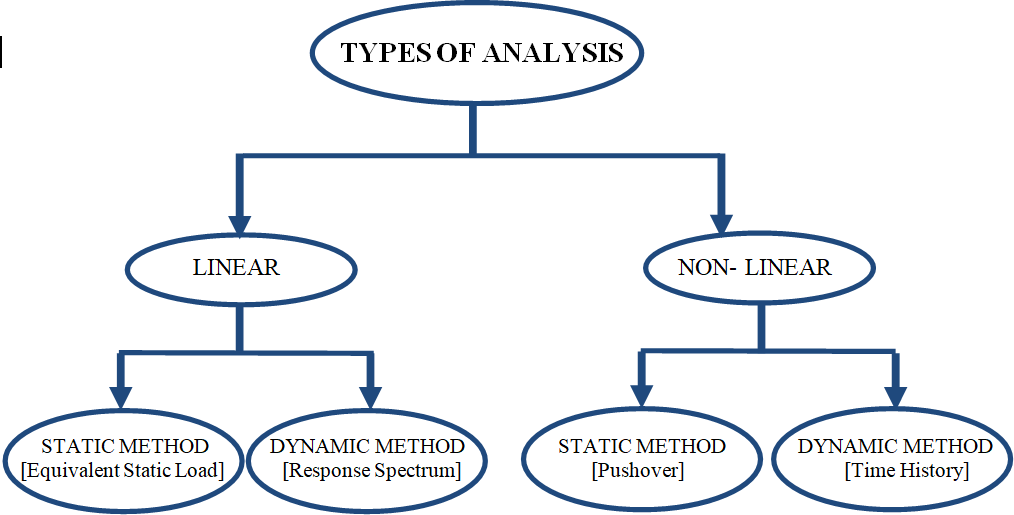 TYPES OF ANALYSIS
LINEAR
NON- LINEAR
STATIC METHOD
[Equivalent Static Load]
DYNAMIC METHOD
[Response Spectrum]
STATIC METHOD
[Pushover]
DYNAMIC METHOD
[Time History]